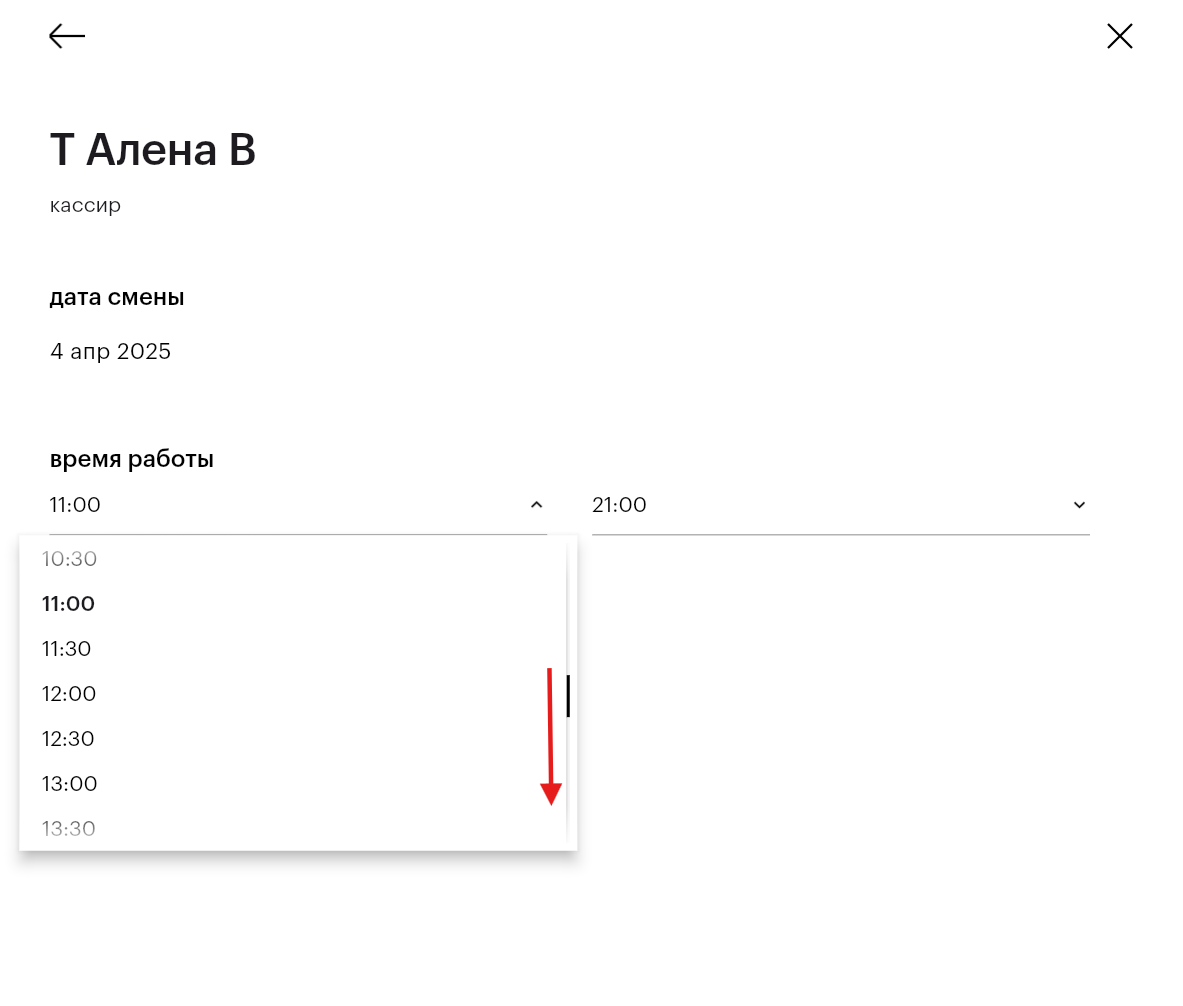 Т Алена В
кассир
дата смены
4 апр 2025
время работы
11:00 21:00
10:30
11:00
11:30
12:00
12:30
13:00
13:30